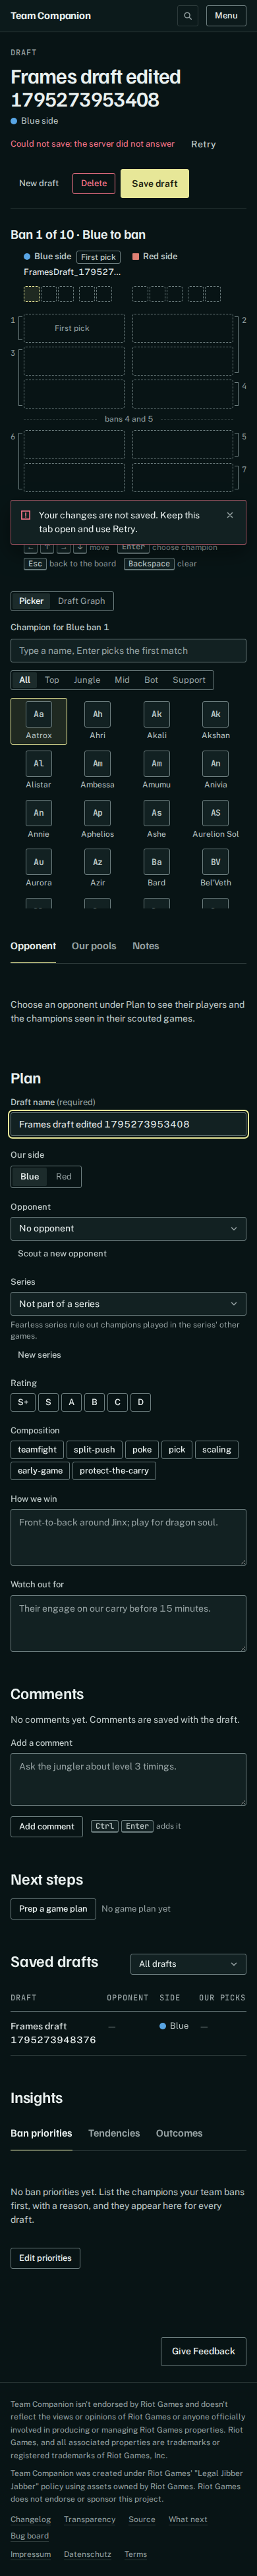 Team Companion
Menu
DRAFT
Frames draft edited
1795273953408
Blue side
Could not save: the server did not answer
Retry
New draft
Delete
Save draft
Ban 1 of 10 · Blue to ban
Blue side
First pick
Red side
FramesDraft_179527...
1
First pick
2
3
4
bans 4 and 5
6
5
7
Your changes are not saved. Keep this
tab open and use Retry.
← ↑ → ↓ move Enter choose champion
Esc back to the board Backspace clear
Picker
Draft Graph
Champion for Blue ban 1
Type a name, Enter picks the first match
All Top Jungle Mid Bot Support
Aa Ah Ak Ak
Aatrox Ahri Akali Akshan
Al Am Am An
Alistar Ambessa Amumu Anivia
An Ap As AS
Annie Aphelios Ashe Aurelion Sol
Au Az Ba BV
Aurora Azir Bard Bel'Veth
Opponent Our pools Notes
Choose an opponent under Plan to see their players and
the champions seen in their scouted games.
Plan
Draft name (required)
Frames draft edited 1795273953408
Our side
Blue Red
Opponent
No opponent
Scout a new opponent
Series
Not part of a series
Fearless series rule out champions played in the series' other
games.
New series
Rating
S+ S A B C D
Composition
teamfight split-push poke pick scaling
early-game protect-the-carry
How we win
Front-to-back around Jinx; play for dragon soul.
Watch out for
Their engage on our carry before 15 minutes.
Comments
No comments yet. Comments are saved with the draft.
Add a comment
Ask the jungler about level 3 timings.
Add comment
Ctrl Enter adds it
Next steps
Prep a game plan
No game plan yet
Saved drafts
All drafts
DRAFT OPPONENT SIDE OUR PICKS
Frames draft
1795273948376
— Blue —
Insights
Ban priorities Tendencies Outcomes
No ban priorities yet. List the champions your team bans
first, with a reason, and they appear here for every
draft.
Edit priorities
Give Feedback
Team Companion isn't endorsed by Riot Games and doesn't
reflect the views or opinions of Riot Games or anyone officially
involved in producing or managing Riot Games properties. Riot
Games, and all associated properties are trademarks or
registered trademarks of Riot Games, Inc.
Team Companion was created under Riot Games' "Legal Jibber
Jabber" policy using assets owned by Riot Games. Riot Games
does not endorse or sponsor this project.
Changelog Transparency Source What next
Bug board
Impressum Datenschutz Terms